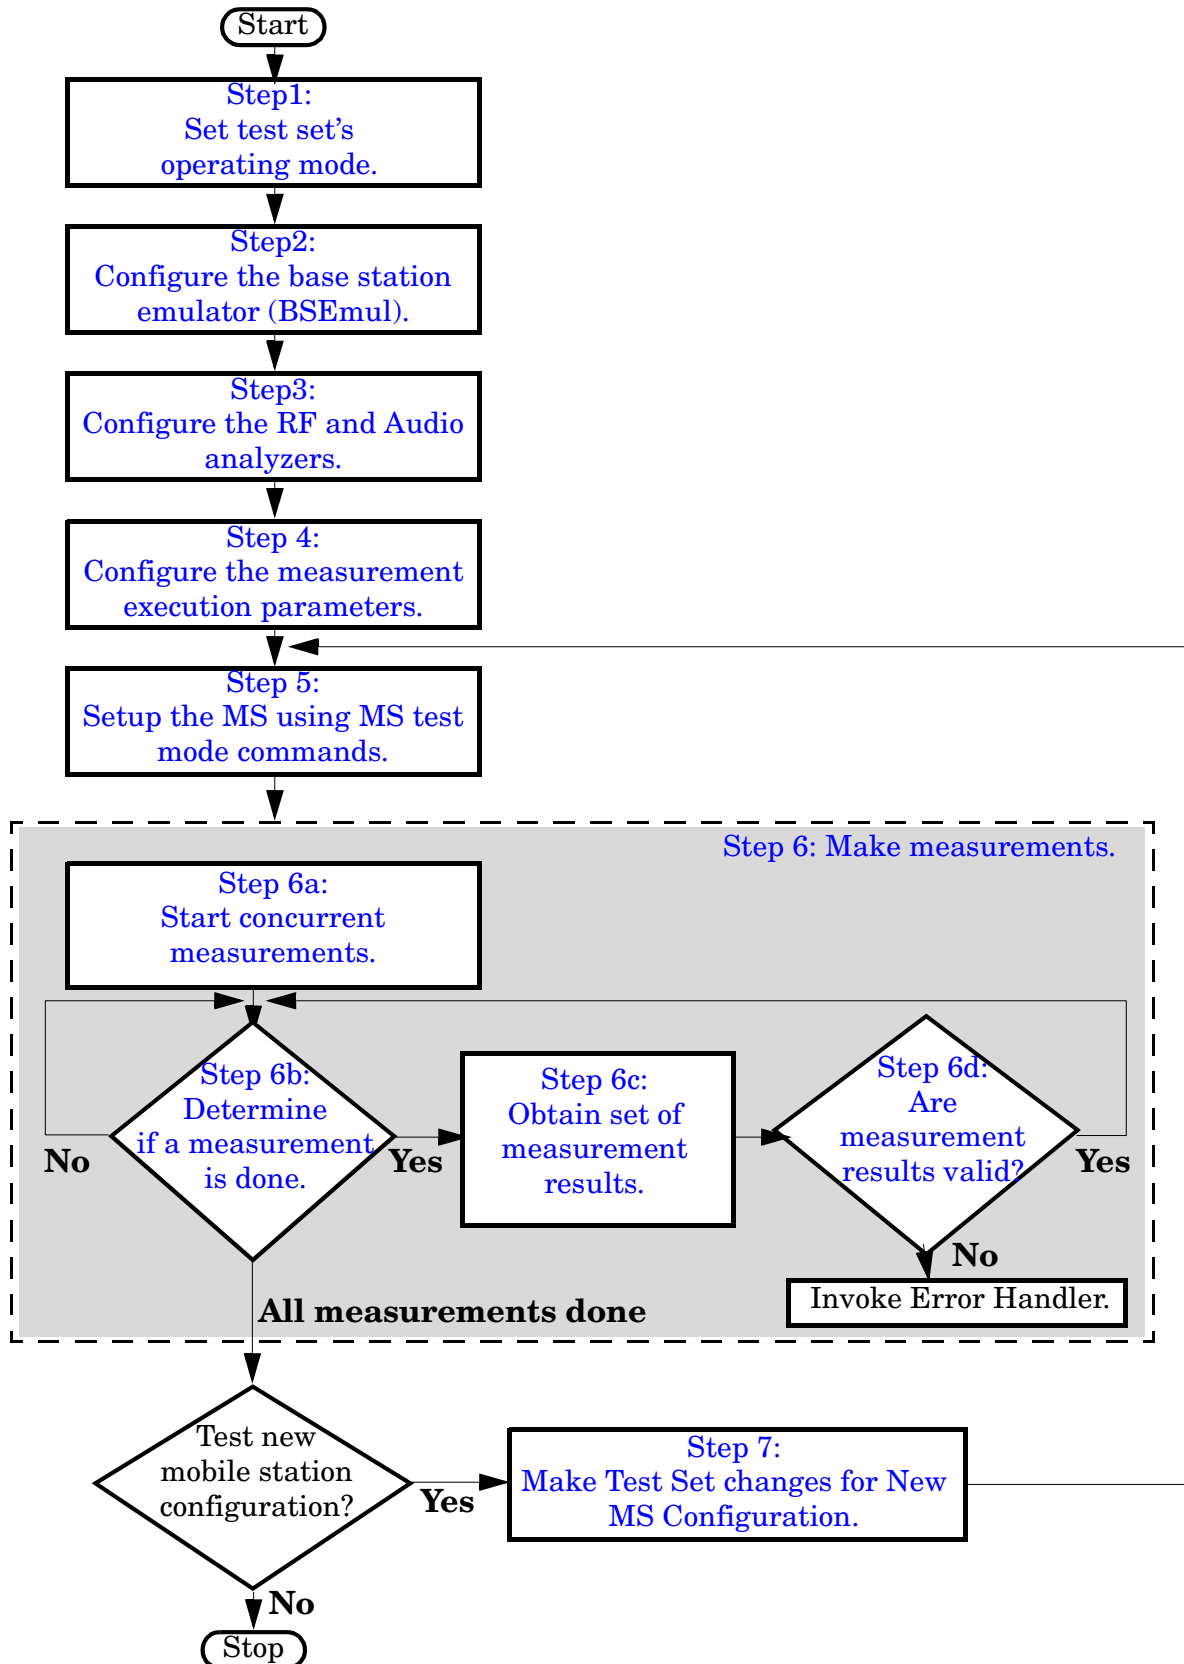 Start
Step1:
Set test set’s
operating mode.
Step2:
Configure the base station
emulator (BSEmul).
Step3:
Configure the RF and Audio
analyzers.
Step 4:
Configure the measurement
execution parameters.
Step 5:
Setup the MS using MS test
mode commands.
Step 6: Make measurements.
Step 6a:
Start concurrent
measurements.
Step 6b:
Determine
if a measurement
is done.
No
Yes
Step 6c:
Obtain set of
measurement
results.
Step 6d:
Are
measurement
results valid?
Yes
No
Invoke Error Handler.
All measurements done
Test new
mobile station
configuration?
Yes
Step 7:
Make Test Set changes for New
MS Configuration.
No
Stop